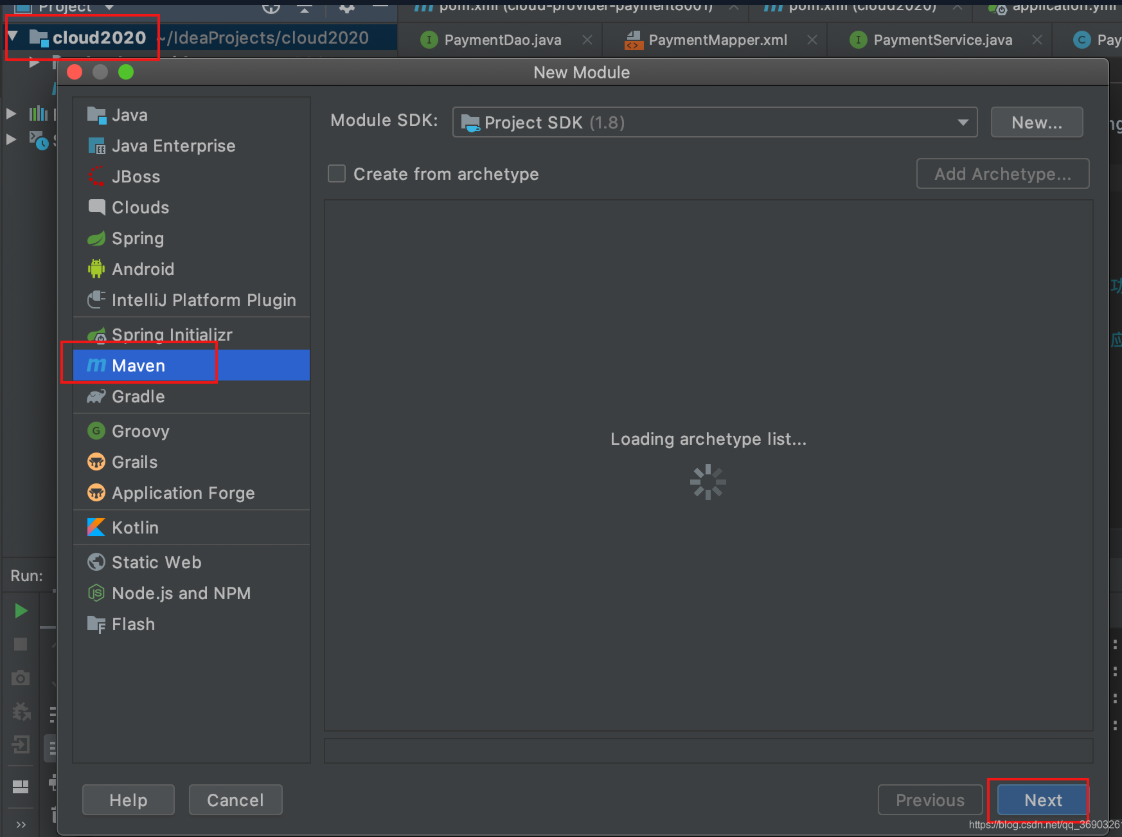 Project
pom.xml (cloud-provider-payment8001)
pom.xml (cloud2020)
application.yml
cloud2020 ~/IdeaProjects/cloud2020
PaymentDao.java
PaymentMapper.xml
PaymentService.java
Pay
New Module
Java
Java Enterprise
JBoss
Clouds
Spring
Android
IntelliJ Platform Plugin
Spring Initializr
Maven
Gradle
Groovy
Grails
Application Forge
Kotlin
Static Web
Node.js and NPM
Flash
Module SDK:
Project SDK (1.8)
New...
Create from archetype
Add Archetype...
Loading archetype list...
Run:
Help
Cancel
Previous
Next
https://blog.csdn.net/qq_3690326